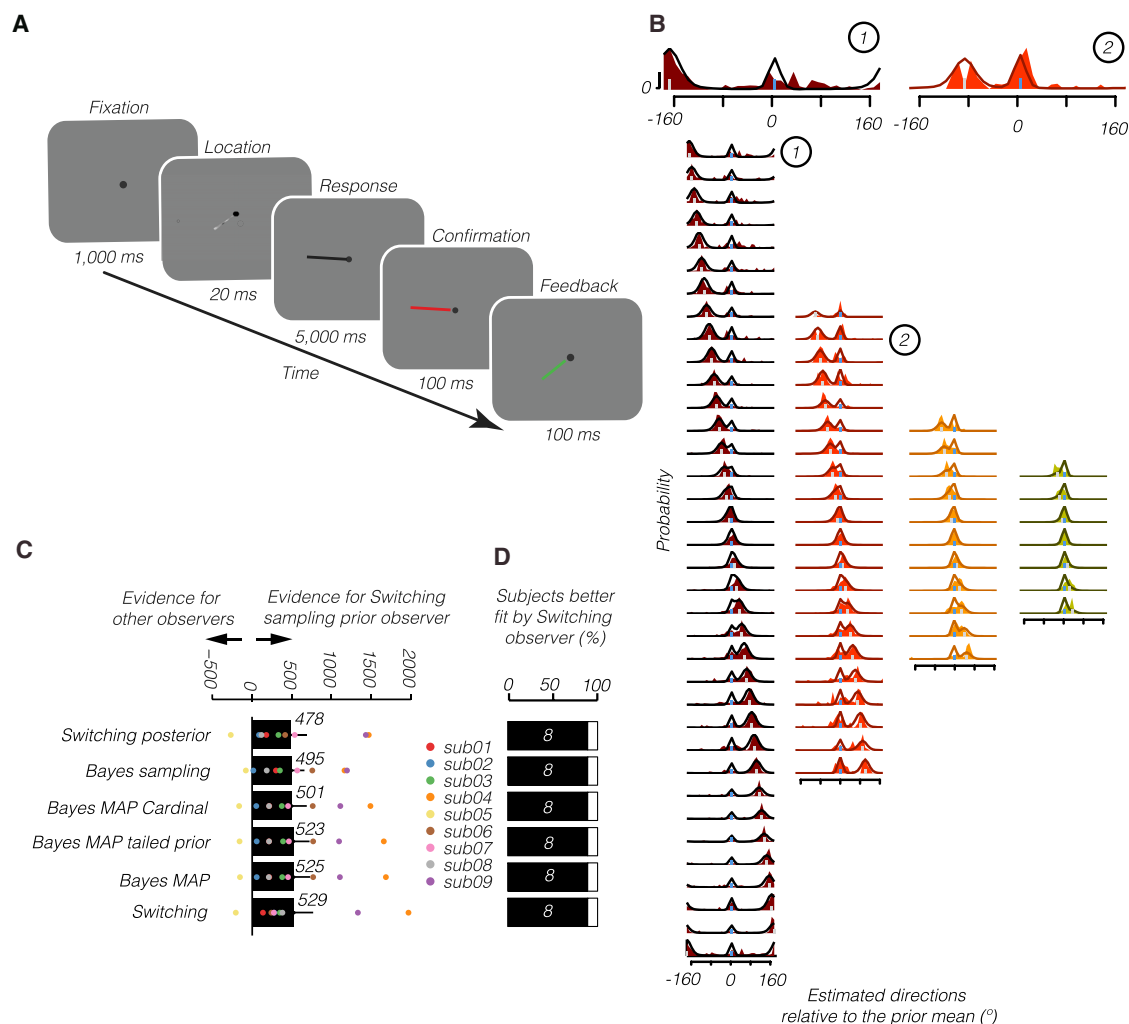 A
Fixation
1,000 ms
Location
20 ms
Response
5,000 ms
Confirmation
100 ms
Feedback
100 ms
Time
B
1
0
-160
0
160
2
-160
0
160
1
2
Probability
-160
0
160
Estimated directions
relative to the prior mean (º)
C
Evidence for
other observers
Evidence for Switching
sampling prior observer
-500
0
500
1000
1500
2000
Switching posterior
478
Bayes sampling
495
Bayes MAP Cardinal
501
Bayes MAP tailed prior
523
Bayes MAP
525
Switching
529
sub01
sub02
sub03
sub04
sub05
sub06
sub07
sub08
sub09
D
Subjects better
fit by Switching
observer (%)
0
50
100
8
8
8
8
8
8